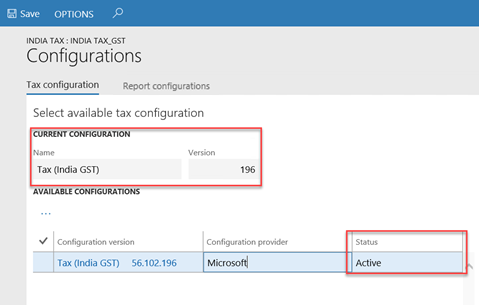 Save OPTIONS
INDIA TAX : INDIA TAX_GST
Configurations
Tax configuration Report configurations
Select available tax configuration
CURRENT CONFIGURATION
Name Version
Tax (India GST) 196
AVAILABLE CONFIGURATIONS
...
Configuration version Configuration provider Status
Tax (India GST) 56.102.196 Microsoft Active